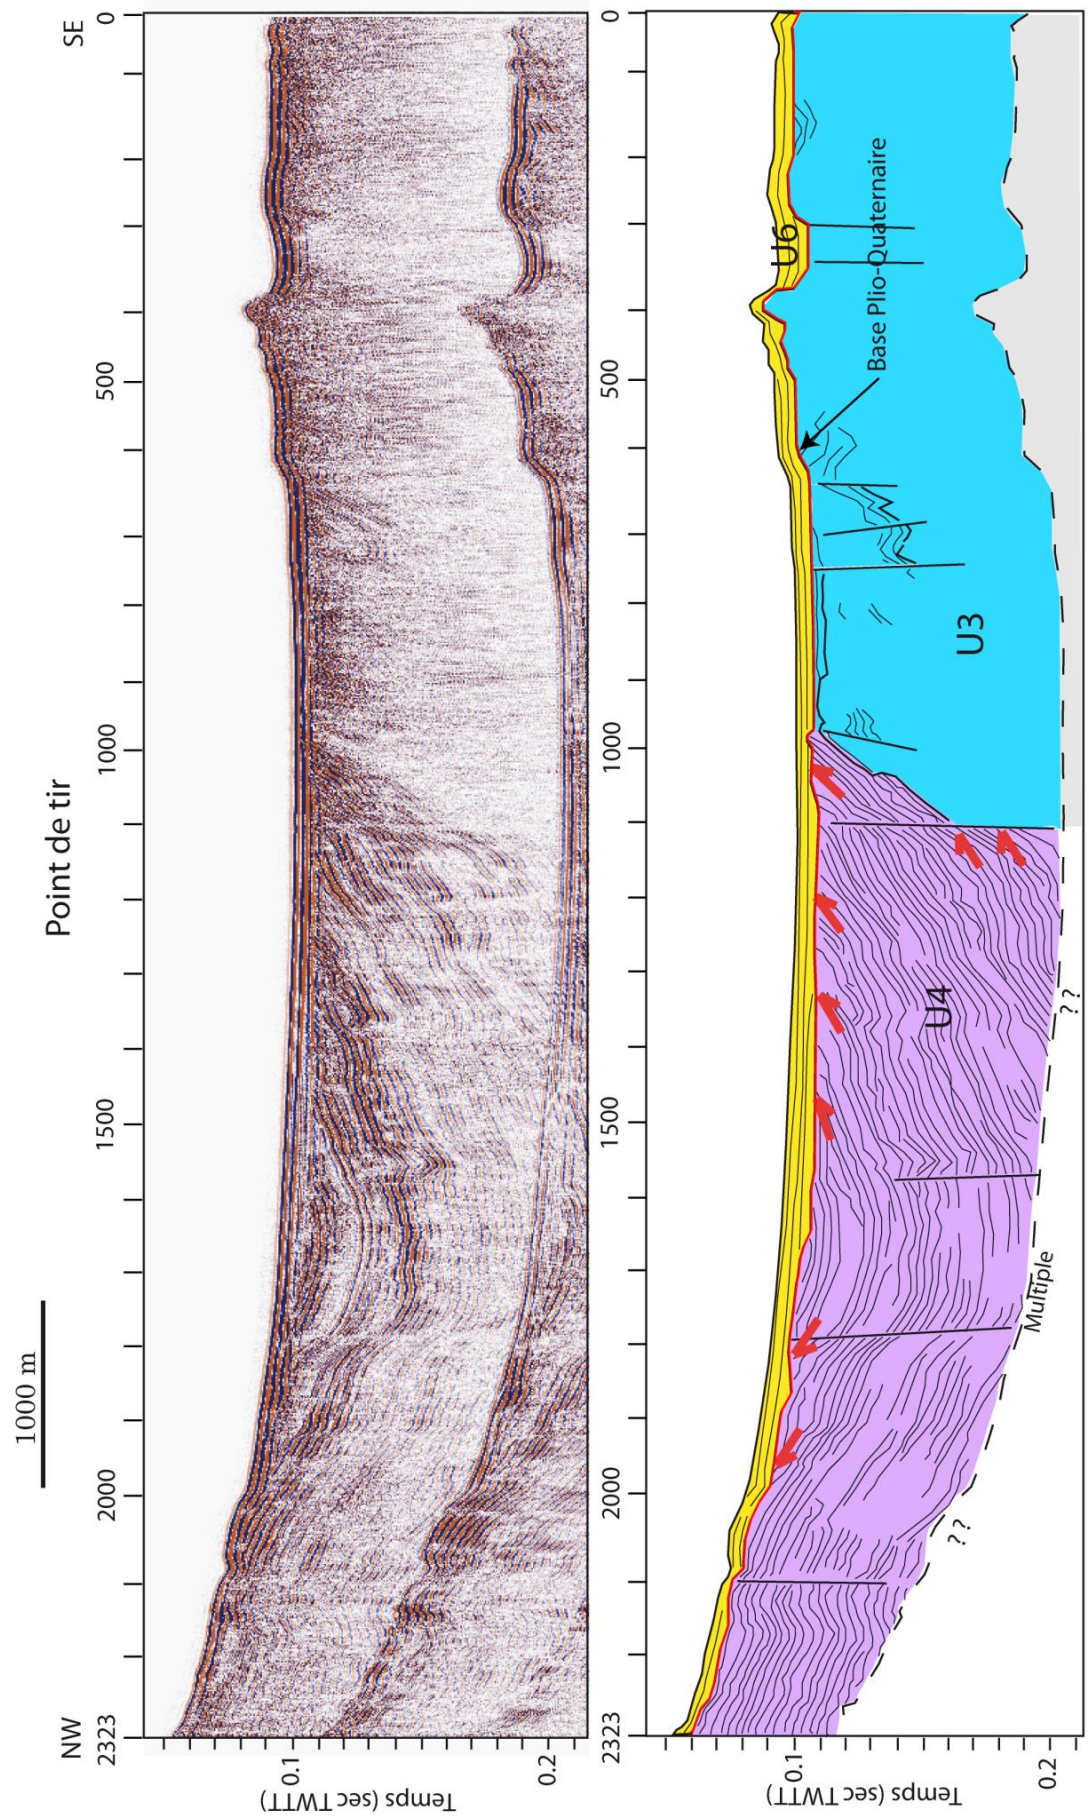 Point de tir
1000 m
NW
SE
2323
2000
1500
1000
500
0
0.1
0.2
Temps (sec TWTT)
2323
2000
1500
1000
500
0
0.1
0.2
Temps (sec TWTT)
U6
Base Plio-Quaternaire
U3
U4
Multiple
? ?
? ?